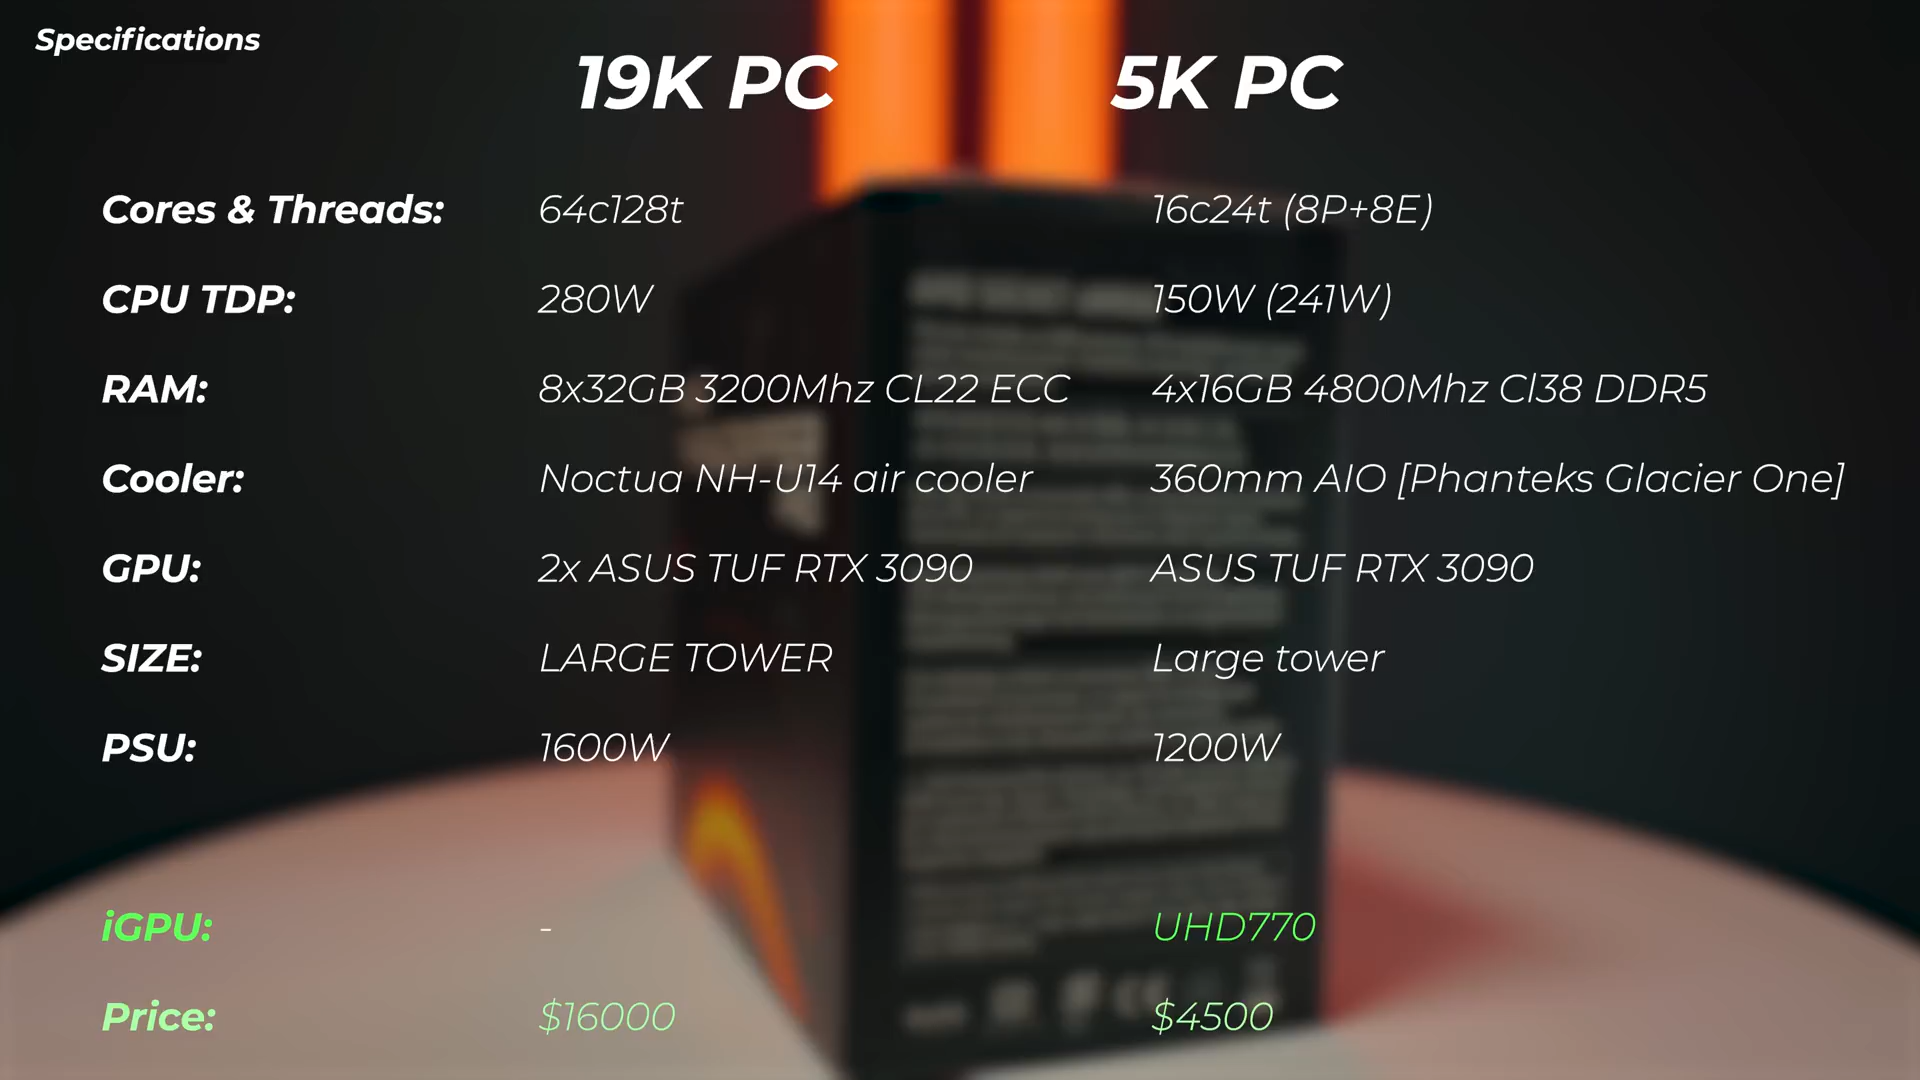 Specifications
19K PC 5K PC
Cores & Threads: 64c128t 16c24t (8P+8E)
CPU TDP: 280W 150W (241W)
RAM: 8x32GB 3200Mhz CL22 ECC 4x16GB 4800Mhz Cl38 DDR5
Cooler: Noctua NH-U14 air cooler 360mm AIO [Phanteks Glacier One]
GPU: 2x ASUS TUF RTX 3090 ASUS TUF RTX 3090
SIZE: LARGE TOWER Large tower
PSU: 1600W 1200W
iGPU: - UHD770
Price: $16000 $4500